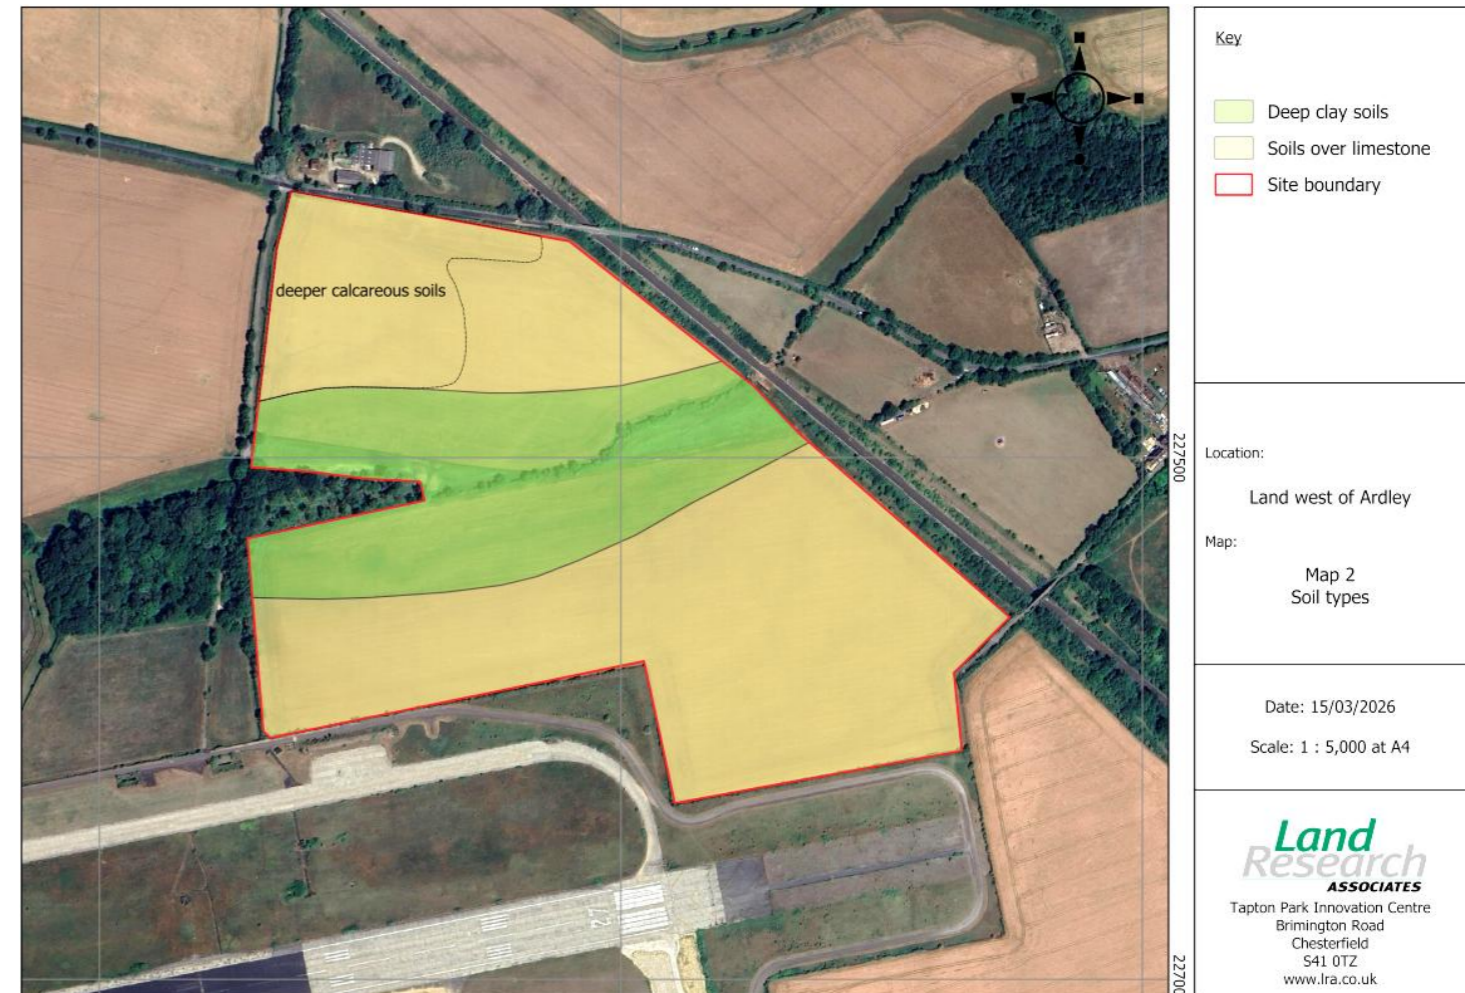 Key
Deep clay soils
Soils over limestone
Site boundary
deeper calcareous soils
227500
Location:
Land west of Ardley
Map:
Map 2
Soil types
Date: 15/03/2026
Scale: 1 : 5,000 at A4
Land
Research
ASSOCIATES
Tapton Park Innovation Centre
Brimington Road
Chesterfield
S41 0TZ
www.lra.co.uk